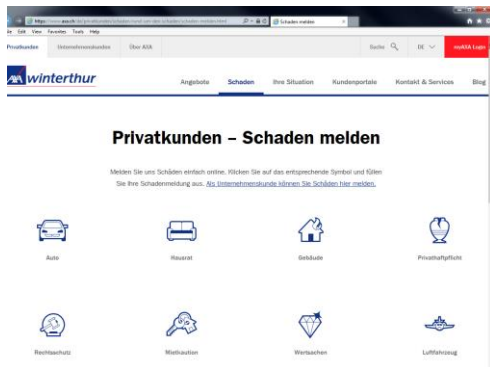 Schaden melden
File Edit View Favorites Tools Help
Privatkunden Unternehmenskunden Über AXA Suche DE myAXA Login
AXA winterthur
Angebote Schaden Ihre Situation Kundenportale Kontakt & Services Blog
Privatkunden – Schaden melden
Melden Sie uns Schäden einfach online. Klicken Sie auf das entsprechende Symbol und füllen
Sie Ihre Schadenmeldung aus. Als Unternehmenskunde können Sie Schäden hier melden.
Auto Hausrat Gebäude Privathaftpflicht
Rechtsschutz Mietkaution Wertsachen Luftfahrzeug